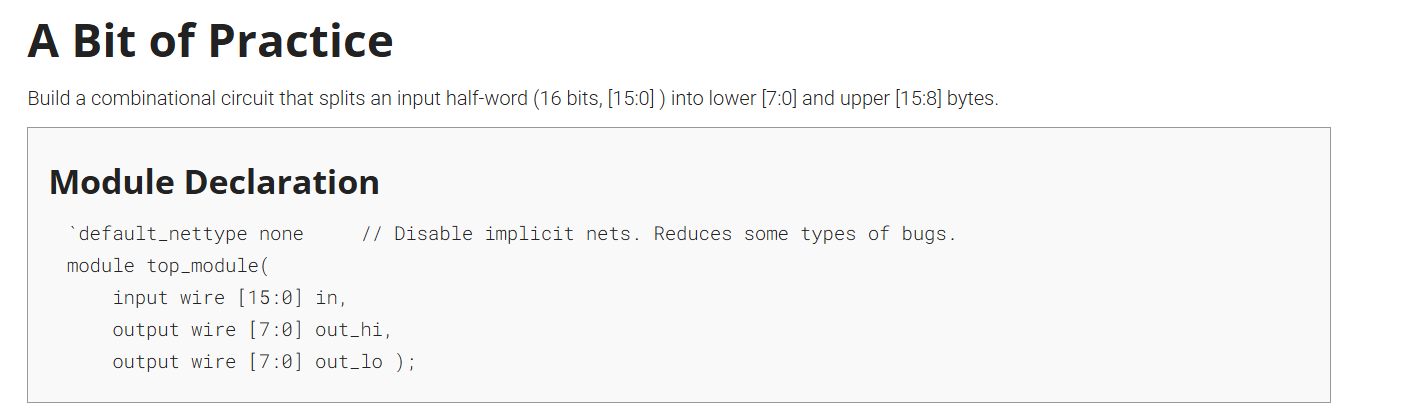 A Bit of Practice
Build a combinational circuit that splits an input half-word (16 bits, [15:0] ) into lower [7:0] and upper [15:8] bytes.
Module Declaration
`default_nettype none     // Disable implicit nets. Reduces some types of bugs.
module top_module(
    input wire [15:0] in,
    output wire [7:0] out_hi,
    output wire [7:0] out_lo );